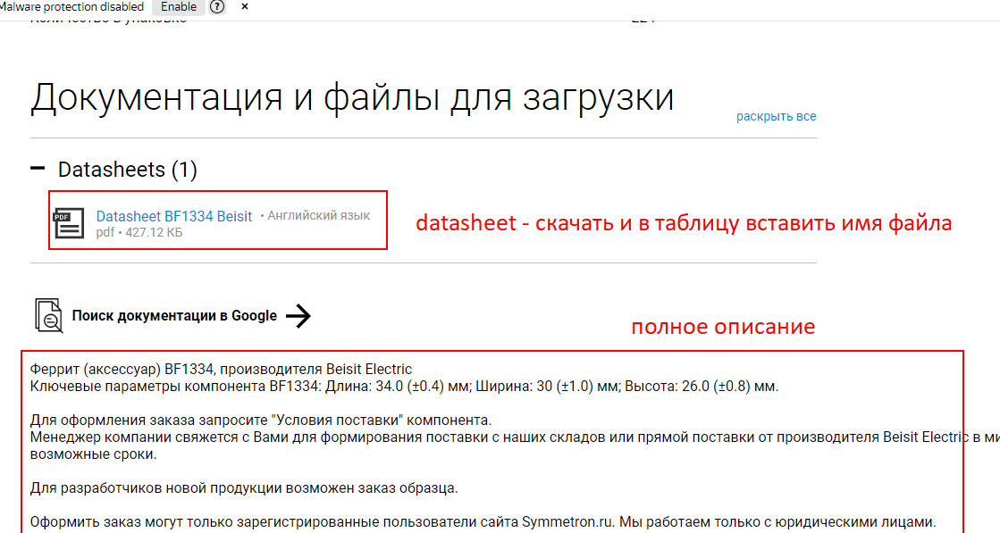 Malware protection disabled Enable ? ×
Количество в упаковке 224
Документация и файлы для загрузки
раскрыть все
Datasheets (1)
PDF
Datasheet BF1334 Beisit • Английский язык
pdf • 427.12 КБ
datasheet - скачать и в таблицу вставить имя файла
Поиск документации в Google
полное описание
Феррит (аксессуар) BF1334, производителя Beisit Electric
Ключевые параметры компонента BF1334: Длина: 34.0 (±0.4) мм; Ширина: 30 (±1.0) мм; Высота: 26.0 (±0.8) мм.
Для оформления заказа запросите "Условия поставки" компонента.
Менеджер компании свяжется с Вами для формирования поставки с наших складов или прямой поставки от производителя Beisit Electric в ми
возможные сроки.
Для разработчиков новой продукции возможен заказ образца.
Оформить заказ могут только зарегистрированные пользователи сайта Symmetron.ru. Мы работаем только с юридическими лицами.